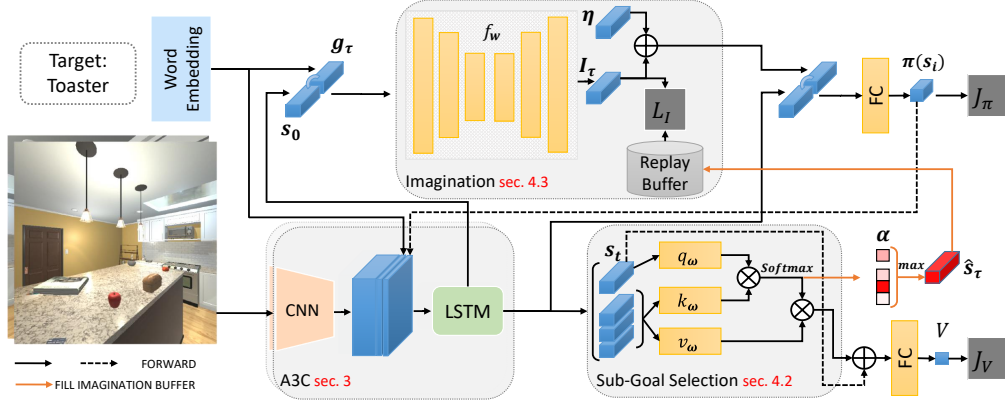 Target:
Toaster
Word
Embedding
g_τ
s_0
f_w
I_τ
η
L_I
Replay
Buffer
Imagination sec. 4.3
FC
π(s_i)
J_π
CNN
LSTM
A3C sec. 3
s_t
q_ω
k_ω
v_ω
Softmax
Sub-Goal Selection sec. 4.2
α
max
ŝ_τ
FC
V
J_V
FORWARD
FILL IMAGINATION BUFFER